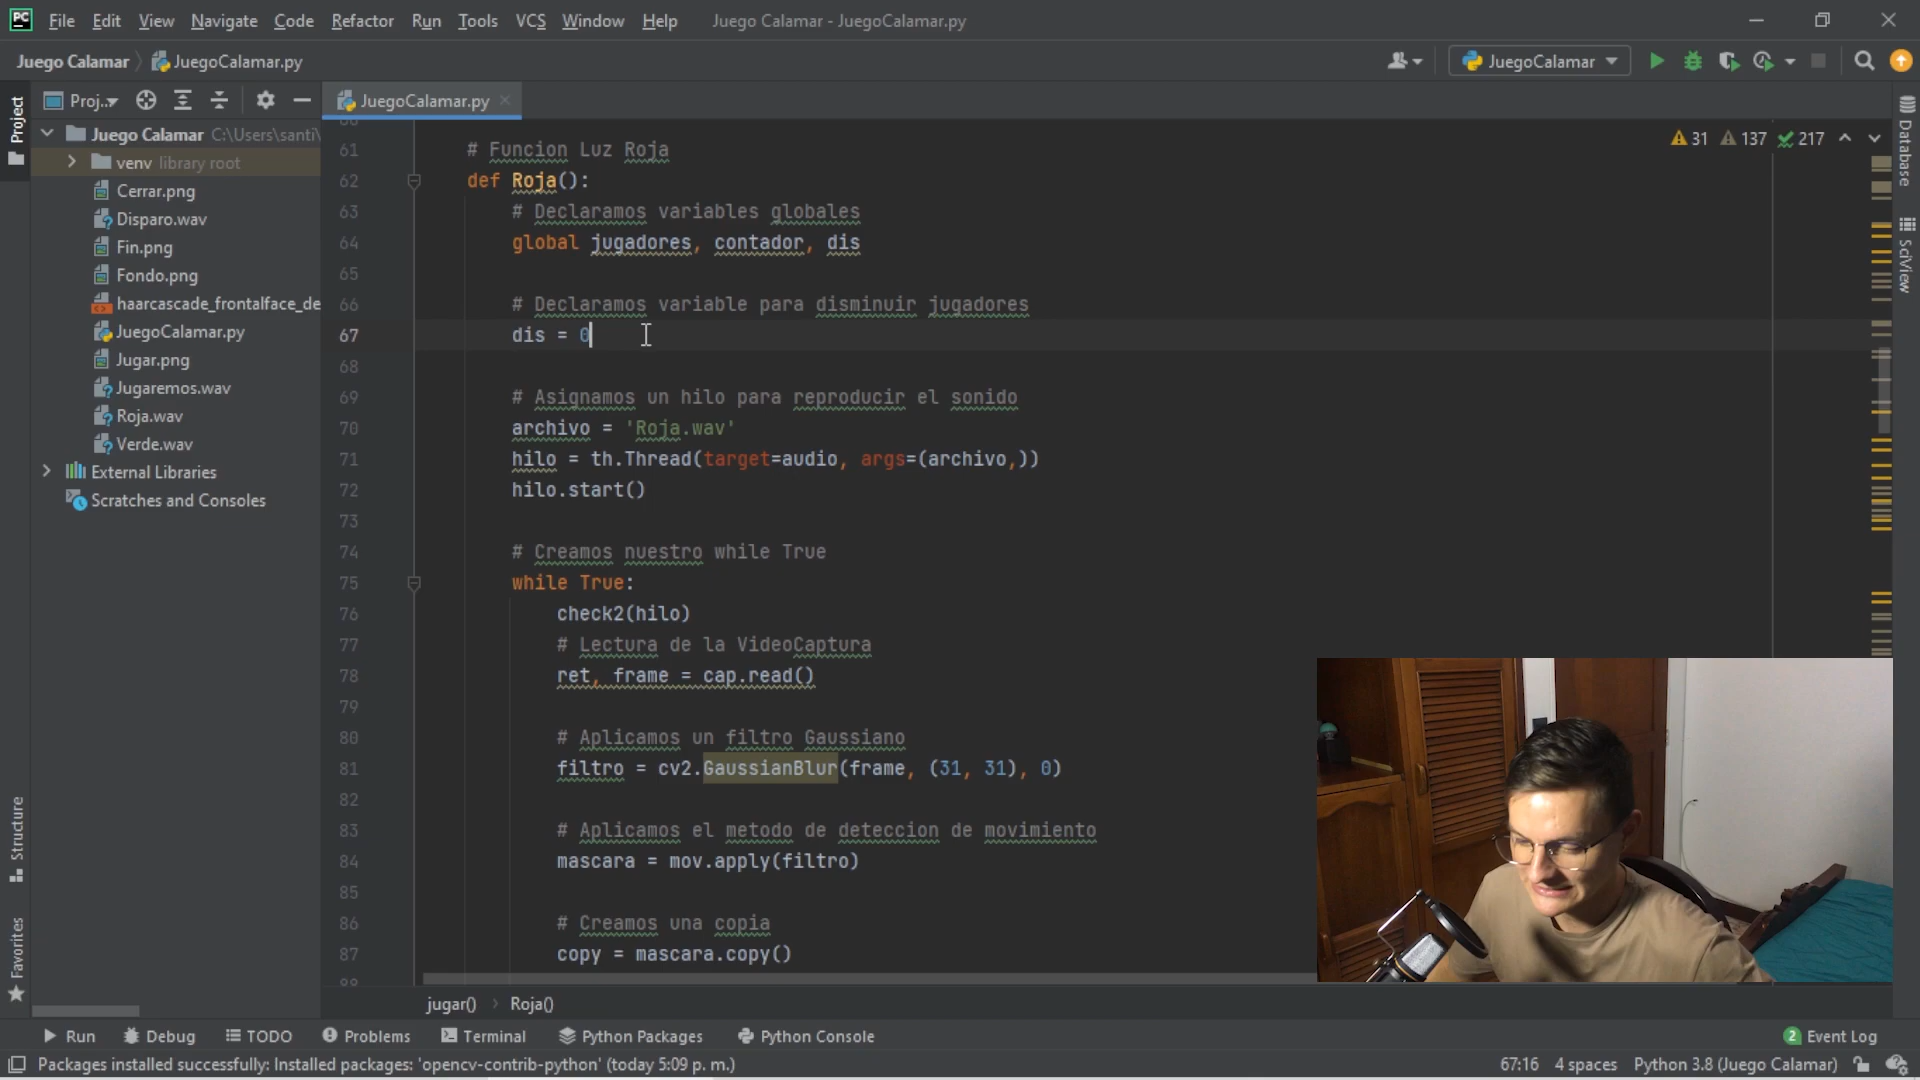 PC File Edit View Navigate Code Refactor Run Tools VCS Window Help Juego Calamar - JuegoCalamar.py
Juego Calamar JuegoCalamar.py JuegoCalamar
Proj.. JuegoCalamar.py
Project
Juego Calamar C:\Users\santi\
venv library root
Cerrar.png
Disparo.wav
Fin.png
Fondo.png
haarcascade_frontalface_de
JuegoCalamar.py
Jugar.png
Jugaremos.wav
Roja.wav
Verde.wav
External Libraries
Scratches and Consoles
Structure
Favorites
31 137 217
Database
SciView
61 # Funcion Luz Roja
62 def Roja():
63 # Declaramos variables globales
64 global jugadores, contador, dis
65
66 # Declaramos variable para disminuir jugadores
67 dis = 0
68
69 # Asignamos un hilo para reproducir el sonido
70 archivo = 'Roja.wav'
71 hilo = th.Thread(target=audio, args=(archivo,))
72 hilo.start()
73
74 # Creamos nuestro while True
75 while True:
76 check2(hilo)
77 # Lectura de la VideoCaptura
78 ret, frame = cap.read()
79
80 # Aplicamos un filtro Gaussiano
81 filtro = cv2.GaussianBlur(frame, (31, 31), 0)
82
83 # Aplicamos el metodo de deteccion de movimiento
84 mascara = mov.apply(filtro)
85
86 # Creamos una copia
87 copy = mascara.copy()
jugar() Roja()
Run Debug TODO Problems Terminal Python Packages Python Console 2 Event Log
Packages installed successfully: Installed packages: 'opencv-contrib-python' (today 5:09 p. m.) 67:16 4 spaces Python 3.8 (Juego Calamar)